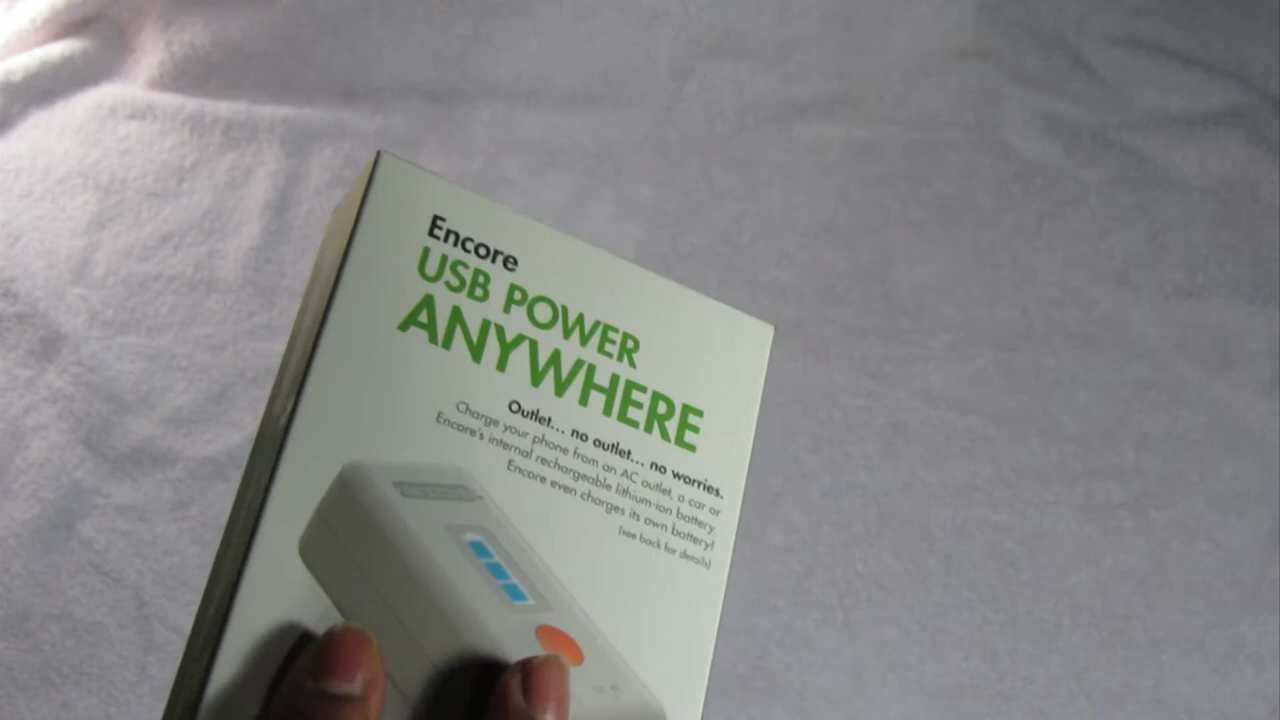 Encore
USB POWER
ANYWHERE
Outlet... no outlet... no worries.
Charge your phone from an AC outlet, a car or
Encore's internal rechargeable lithium-ion battery.
Encore even charges its own battery!
(see back for details)